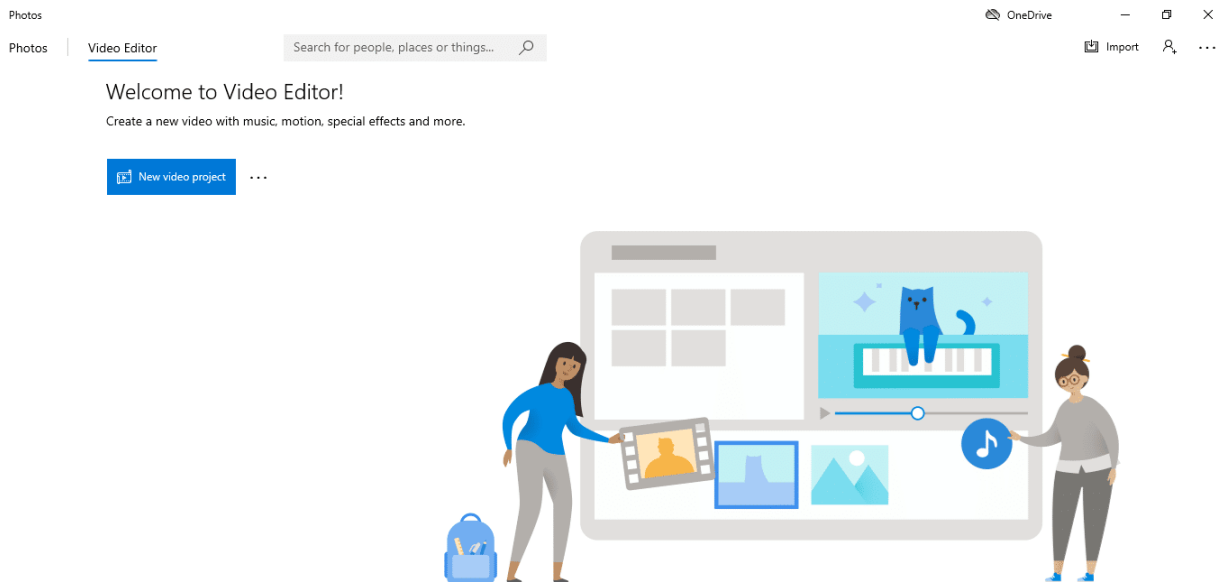 Photos
OneDrive
Photos
Video Editor
Search for people, places or things...
Import
Welcome to Video Editor!
Create a new video with music, motion, special effects and more.
New video project